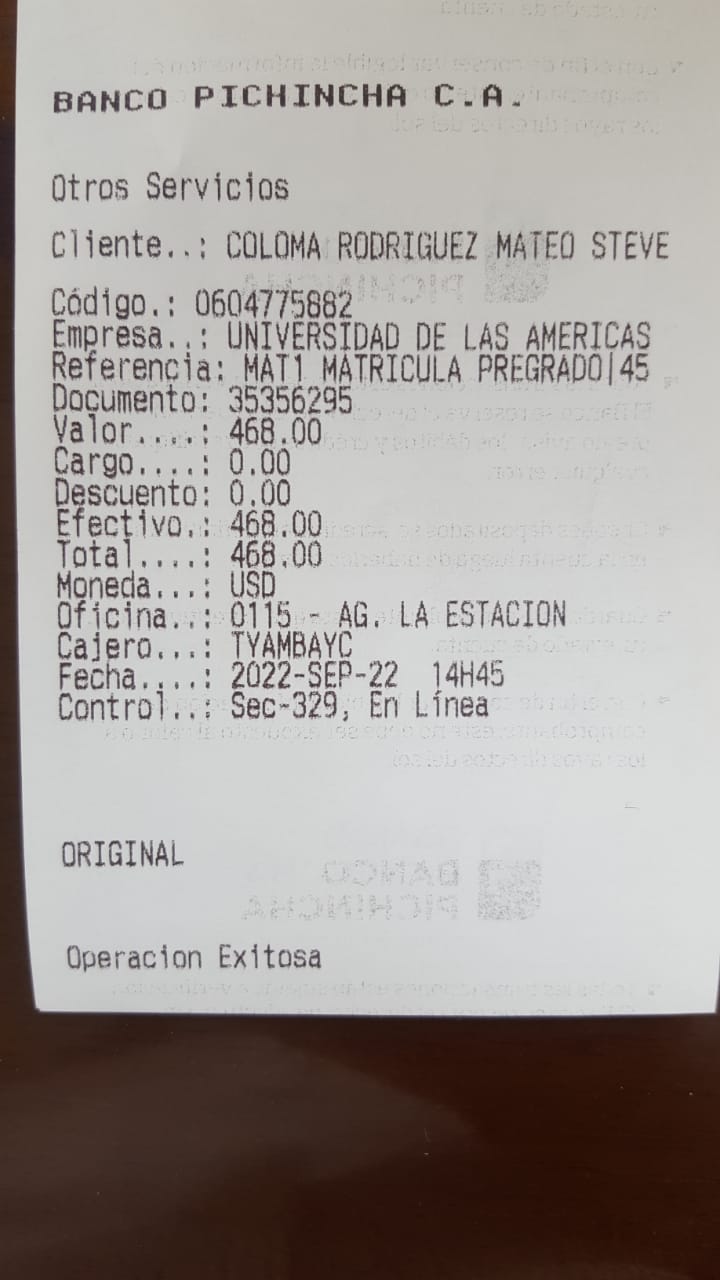 BANCO PICHINCHA C.A.
Otros Servicios
Cliente..: COLOMA RODRIGUEZ MATEO STEVE
Código.: 0604775882
Empresa..: UNIVERSIDAD DE LAS AMERICAS
Referencia: MAT1 MATRICULA PREGRADO|45
Documento: 35356295
Valor....: 468.00
Cargo....: 0.00
Descuento: 0.00
Efectivo.: 468.00
Total....: 468.00
Moneda...: USD
Oficina..: 0115 - AG. LA ESTACION
Cajero...: TYAMBAYC
Fecha....: 2022-SEP-22 14H45
Control..: Sec-329, En Línea
ORIGINAL
BANCO
PICHINCHA
Operacion Exitosa